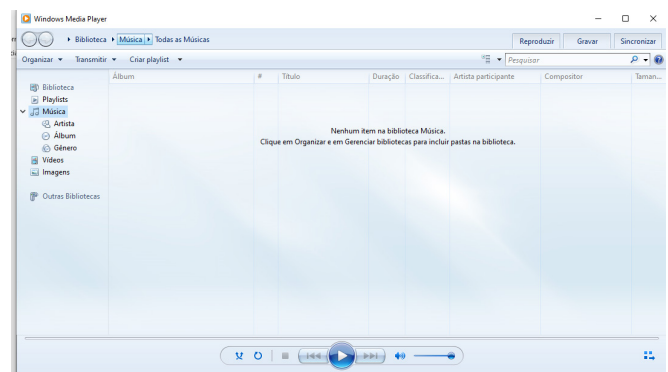 Windows Media Player
Biblioteca Música Todas as Músicas
Reproduzir Gravar Sincronizar
Organizar Transmitir Criar playlist Pesquisar
Álbum # Título Duração Classifica... Artista participante Compositor Taman...
Biblioteca
Playlists
Música
Artista
Álbum
Gênero
Vídeos
Imagens
Outras Bibliotecas
Nenhum item na biblioteca Música.
Clique em Organizar e em Gerenciar bibliotecas para incluir pastas na biblioteca.